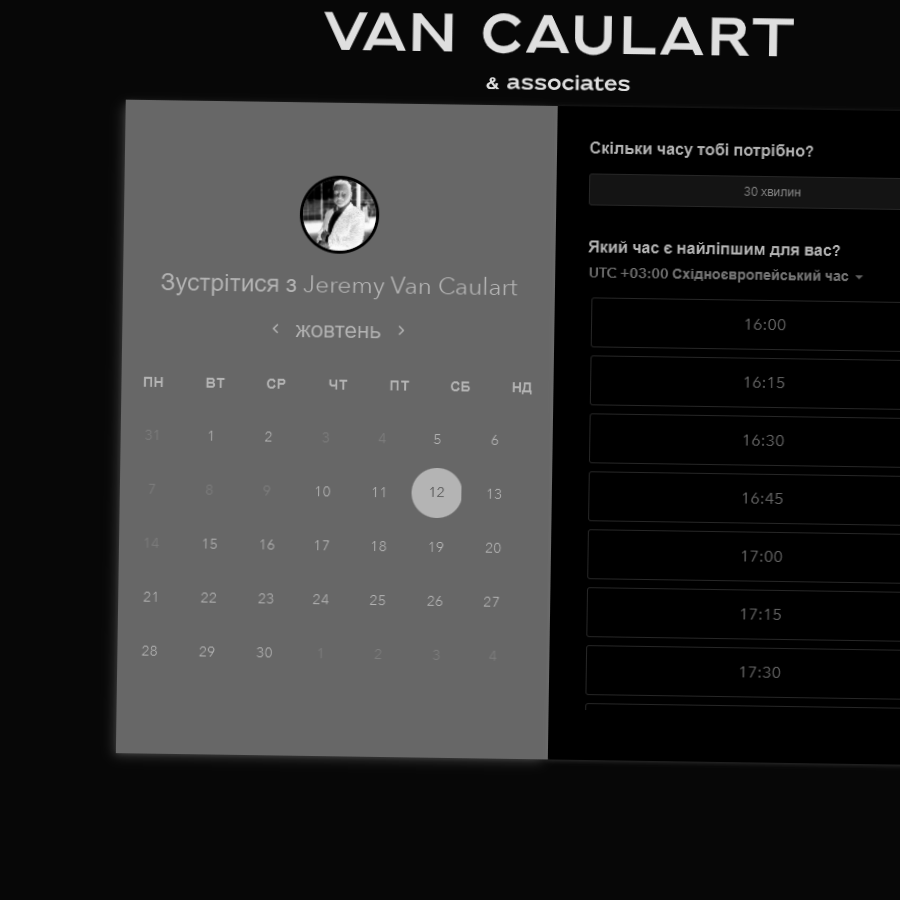 VAN CAULART
& associates
Зустрітися з Jeremy Van Caulart
жовтень
ПН ВТ СР ЧТ ПТ СБ НД
31 1 2 3 4 5 6
7 8 9 10 11 12 13
14 15 16 17 18 19 20
21 22 23 24 25 26 27
28 29 30 1 2 3 4
Скільки часу тобі потрібно?
30 хвилин
Який час є найліпшим для вас?
UTC +03:00 Східноєвропейський час
16:00
16:15
16:30
16:45
17:00
17:15
17:30